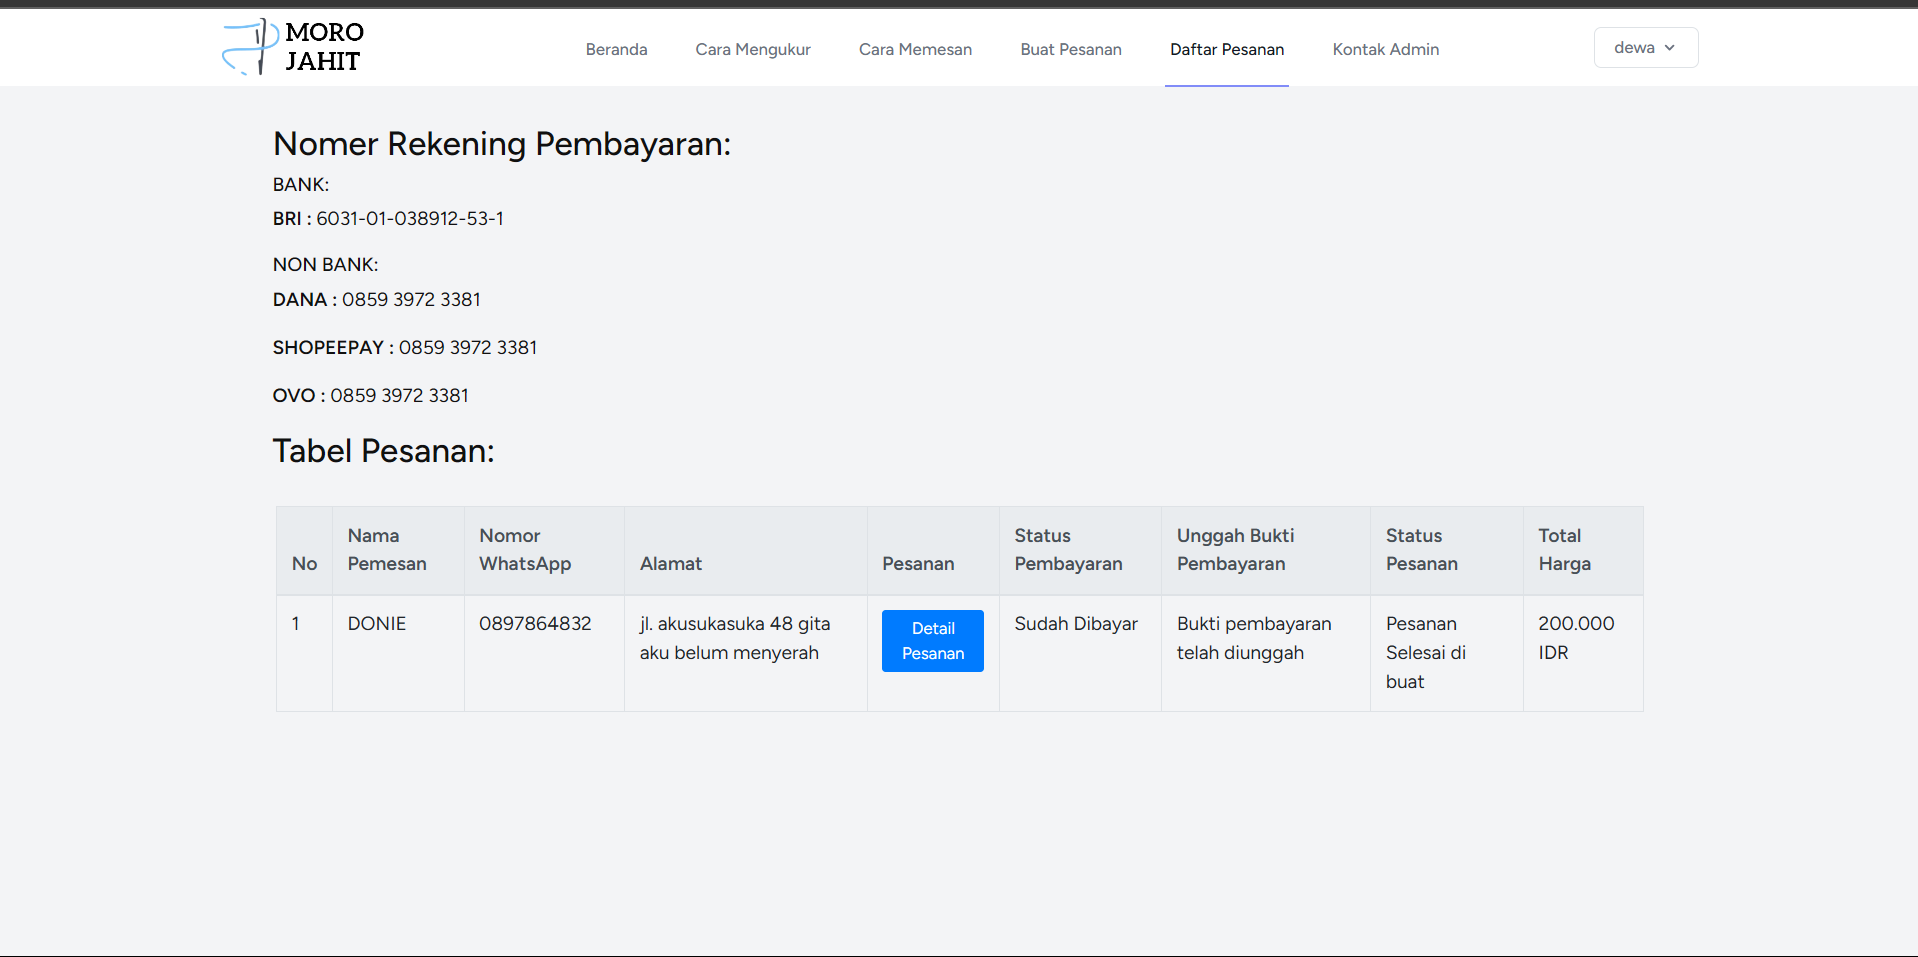 MORO
JAHIT
Beranda Cara Mengukur Cara Memesan Buat Pesanan Daftar Pesanan Kontak Admin dewa
Nomer Rekening Pembayaran:
BANK:
BRI : 6031-01-038912-53-1
NON BANK:
DANA : 0859 3972 3381
SHOPEEPAY : 0859 3972 3381
OVO : 0859 3972 3381
Tabel Pesanan:
No
Nama
Pemesan
Nomor
WhatsApp
Alamat
Pesanan
Status
Pembayaran
Unggah Bukti
Pembayaran
Status
Pesanan
Total
Harga
1
DONIE
0897864832
jl. akusukasuka 48 gita
aku belum menyerah
Detail
Pesanan
Sudah Dibayar
Bukti pembayaran
telah diunggah
Pesanan
Selesai di
buat
200.000
IDR